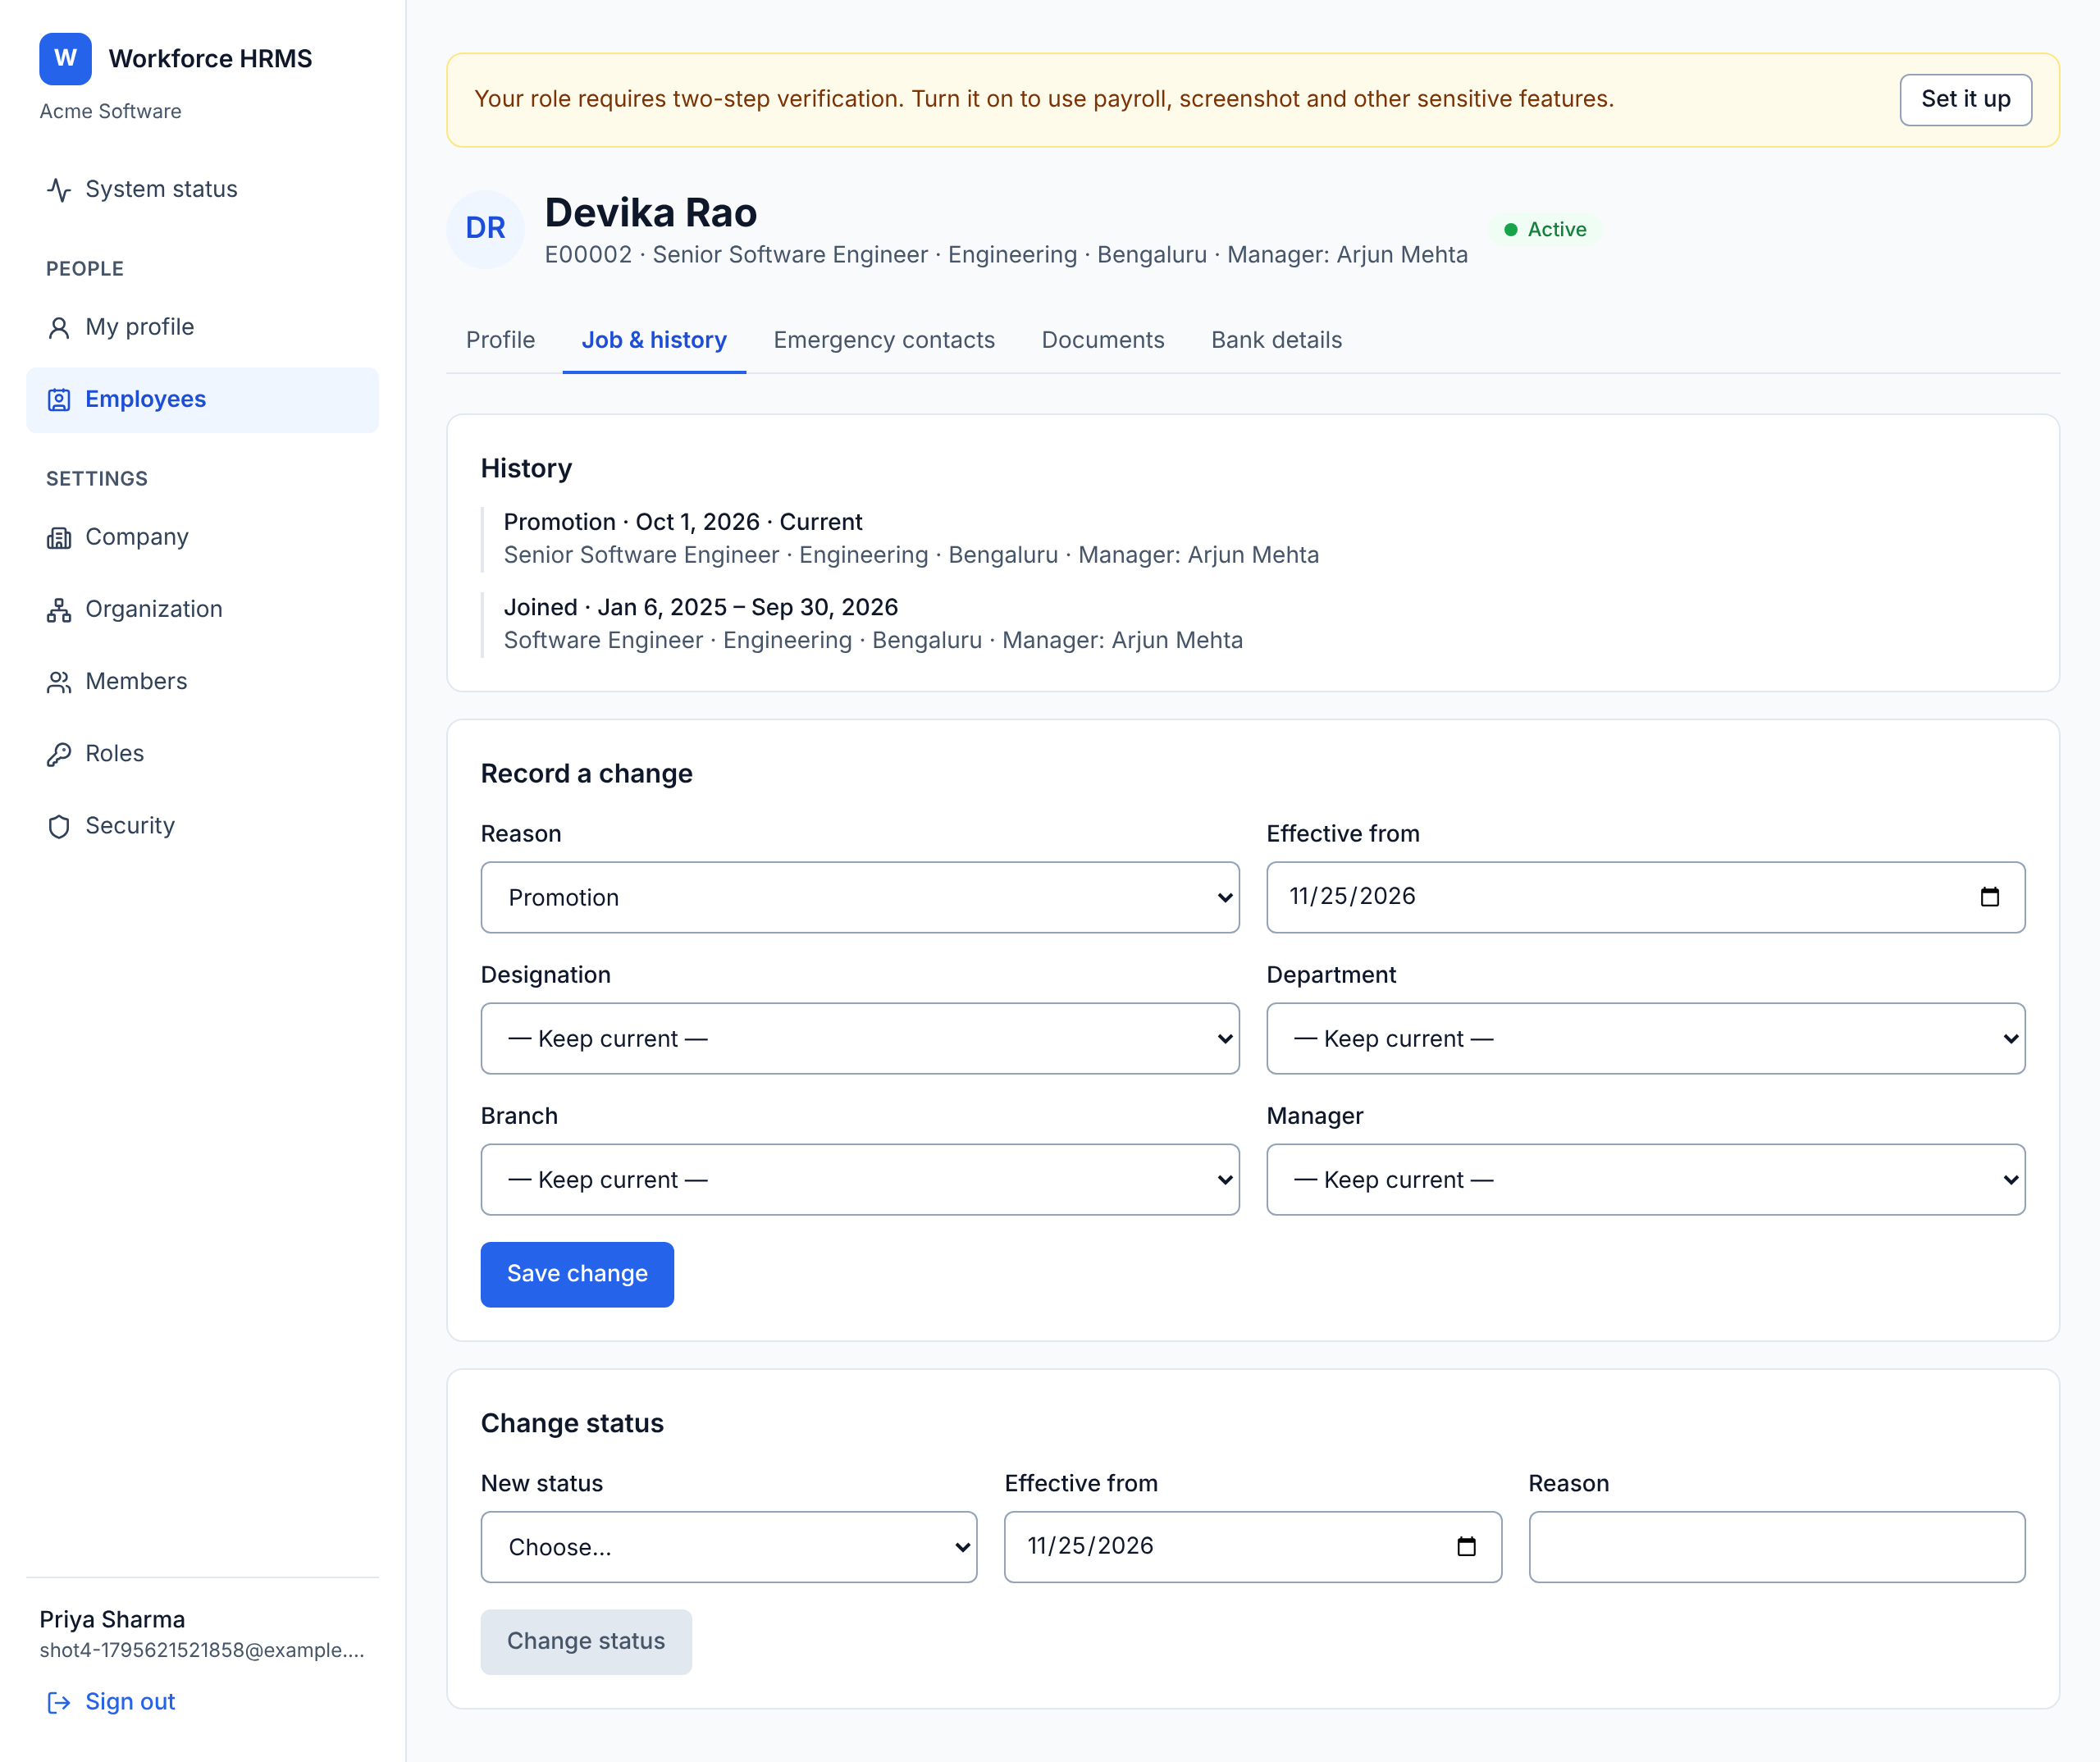 W Workforce HRMS
Acme Software
System status
PEOPLE
My profile
Employees
SETTINGS
Company
Organization
Members
Roles
Security
Priya Sharma
shot4-1795621521858@example....
Sign out
Your role requires two-step verification. Turn it on to use payroll, screenshot and other sensitive features.
Set it up
DR
Devika Rao
E00002 · Senior Software Engineer · Engineering · Bengaluru · Manager: Arjun Mehta
Active
Profile Job & history Emergency contacts Documents Bank details
History
Promotion · Oct 1, 2026 · Current
Senior Software Engineer · Engineering · Bengaluru · Manager: Arjun Mehta
Joined · Jan 6, 2025 – Sep 30, 2026
Software Engineer · Engineering · Bengaluru · Manager: Arjun Mehta
Record a change
Reason Effective from
Promotion 11/25/2026
Designation Department
— Keep current — — Keep current —
Branch Manager
— Keep current — — Keep current —
Save change
Change status
New status Effective from Reason
Choose... 11/25/2026
Change status